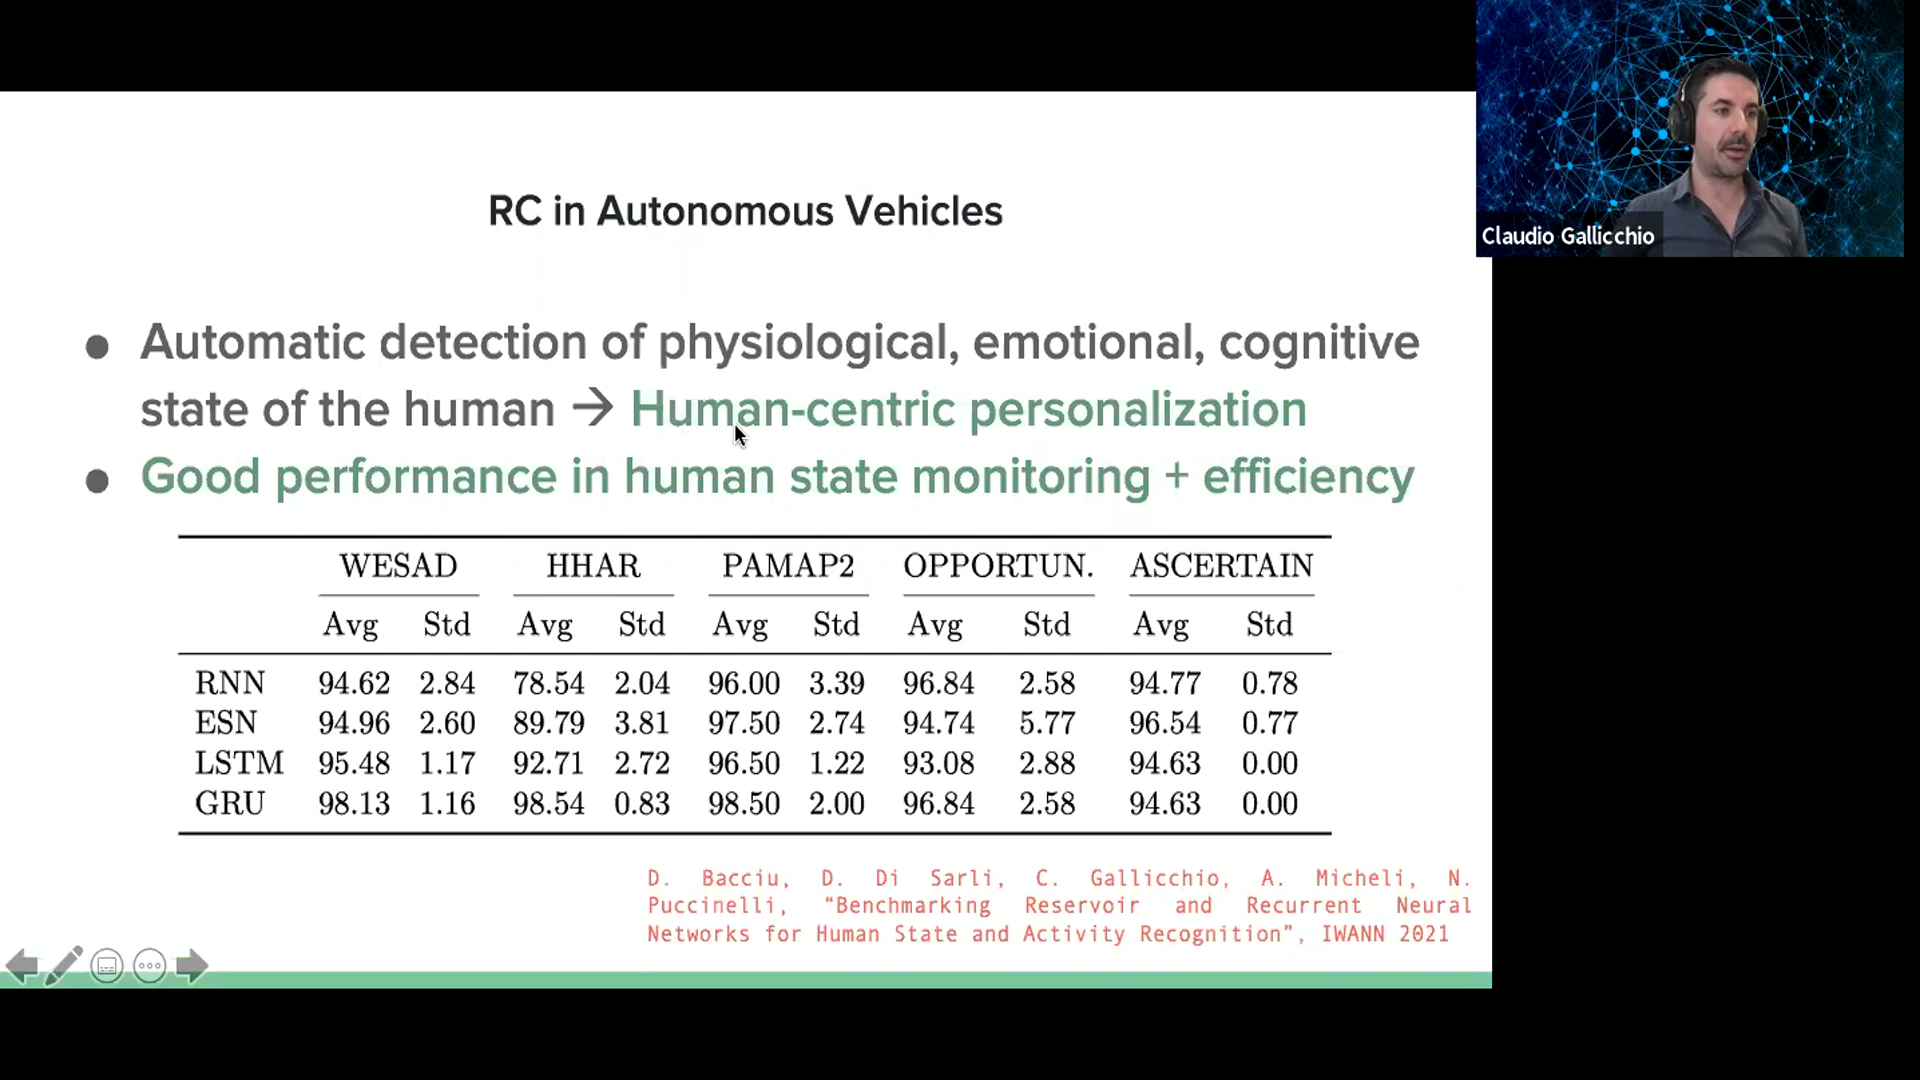 RC in Autonomous Vehicles
Claudio Gallicchio
● Automatic detection of physiological, emotional, cognitive
state of the human → Human-centric personalization
● Good performance in human state monitoring + efficiency
WESAD HHAR PAMAP2 OPPORTUN. ASCERTAIN
Avg Std Avg Std Avg Std Avg Std Avg Std
RNN 94.62 2.84 78.54 2.04 96.00 3.39 96.84 2.58 94.77 0.78
ESN 94.96 2.60 89.79 3.81 97.50 2.74 94.74 5.77 96.54 0.77
LSTM 95.48 1.17 92.71 2.72 96.50 1.22 93.08 2.88 94.63 0.00
GRU 98.13 1.16 98.54 0.83 98.50 2.00 96.84 2.58 94.63 0.00
D. Bacciu, D. Di Sarli, C. Gallicchio, A. Micheli, N.
Puccinelli, “Benchmarking Reservoir and Recurrent Neural
Networks for Human State and Activity Recognition”, IWANN 2021